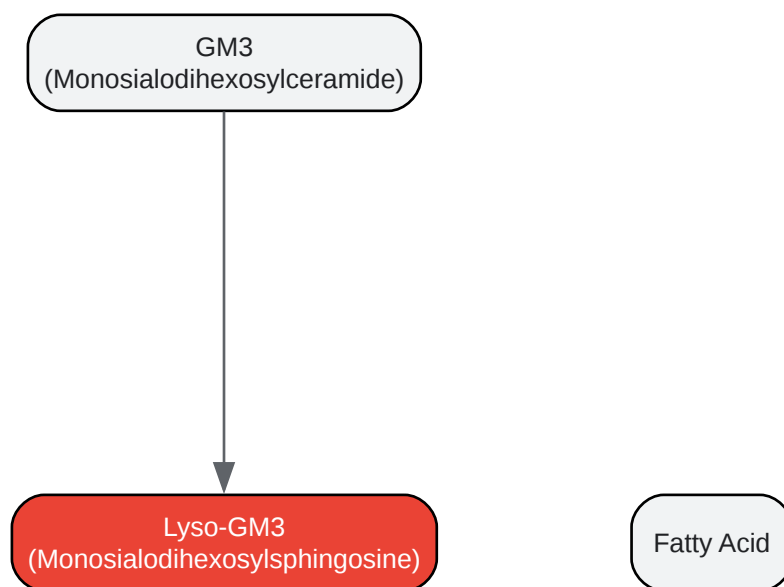 GM3
(Monosialodihexosylceramide)
Lyso-GM3
(Monosialodihexosylsphingosine)
Fatty Acid